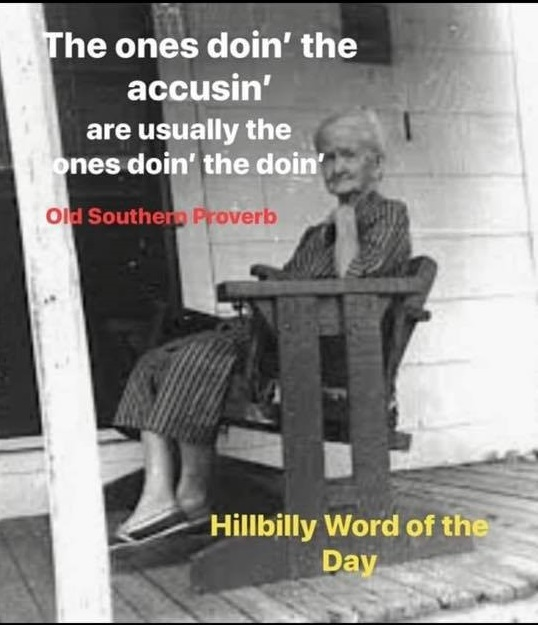 The ones doin’ the
accusin’
are usually the
ones doin’ the doin’
Old Southern Proverb
Hillbilly Word of the
Day